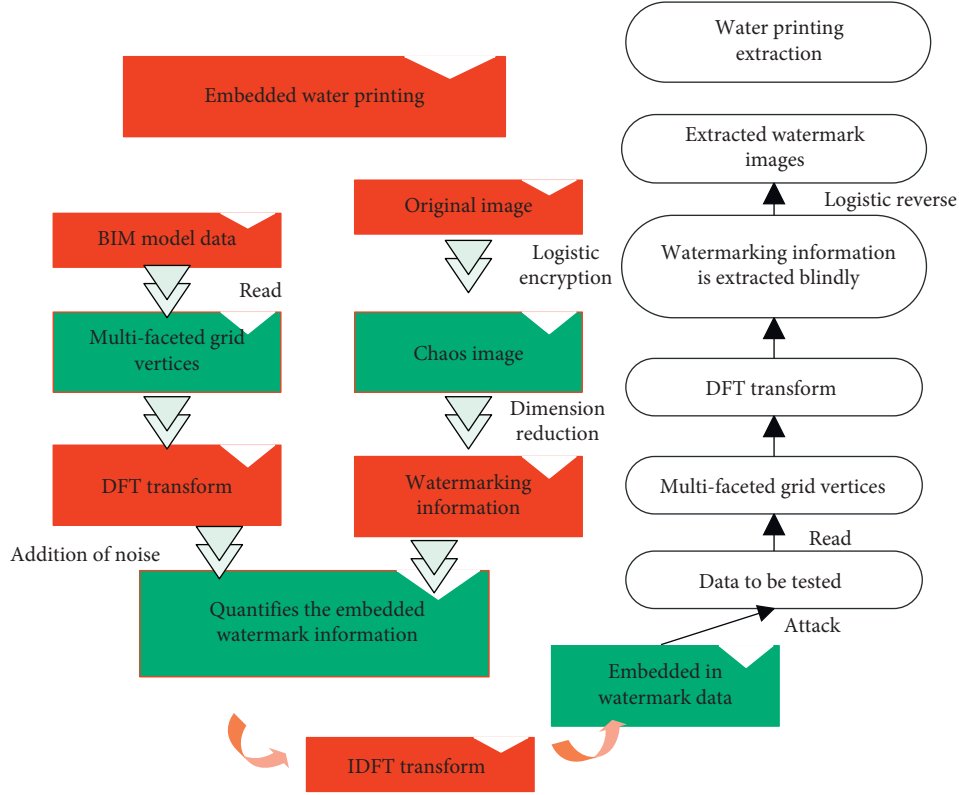 Embedded water printing
BIM model data
Read
Multi-faceted grid
vertices
DFT transform
Addition of noise
Original image
Logistic
encryption
Chaos image
Dimension
reduction
Watermarking
information
Quantifies the embedded
watermark information
IDFT transform
Embedded in
watermark data
Attack
Water printing
extraction
Extracted watermark
images
Logistic reverse
Watermarking information
is extracted blindly
DFT transform
Multi-faceted grid vertices
Read
Data to be tested